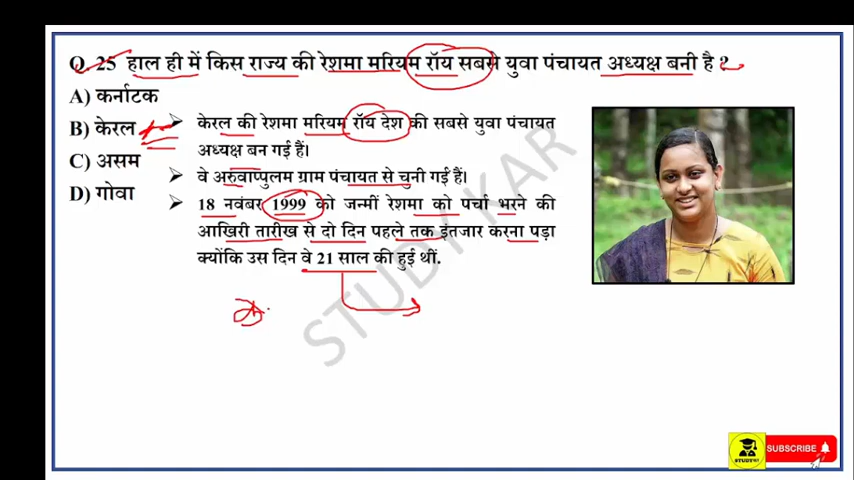 Q. 25 हाल ही में किस राज्य की रेशमा मरियम रॉय सबसे युवा पंचायत अध्यक्ष बनी है ?
A) कर्नाटक
B) केरल
C) असम
D) गोवा
➢ केरल की रेशमा मरियम रॉय देश की सबसे युवा पंचायत
अध्यक्ष बन गई हैं।
➢ वे अरुवाप्पुलम ग्राम पंचायत से चुनी गई हैं।
➢ 18 नवंबर 1999 को जन्मीं रेशमा को पर्चा भरने की
आखिरी तारीख से दो दिन पहले तक इंतजार करना पड़ा
क्योंकि उस दिन वे 21 साल की हुई थीं.
STUDY KAR
STUDY कर
SUBSCRIBE